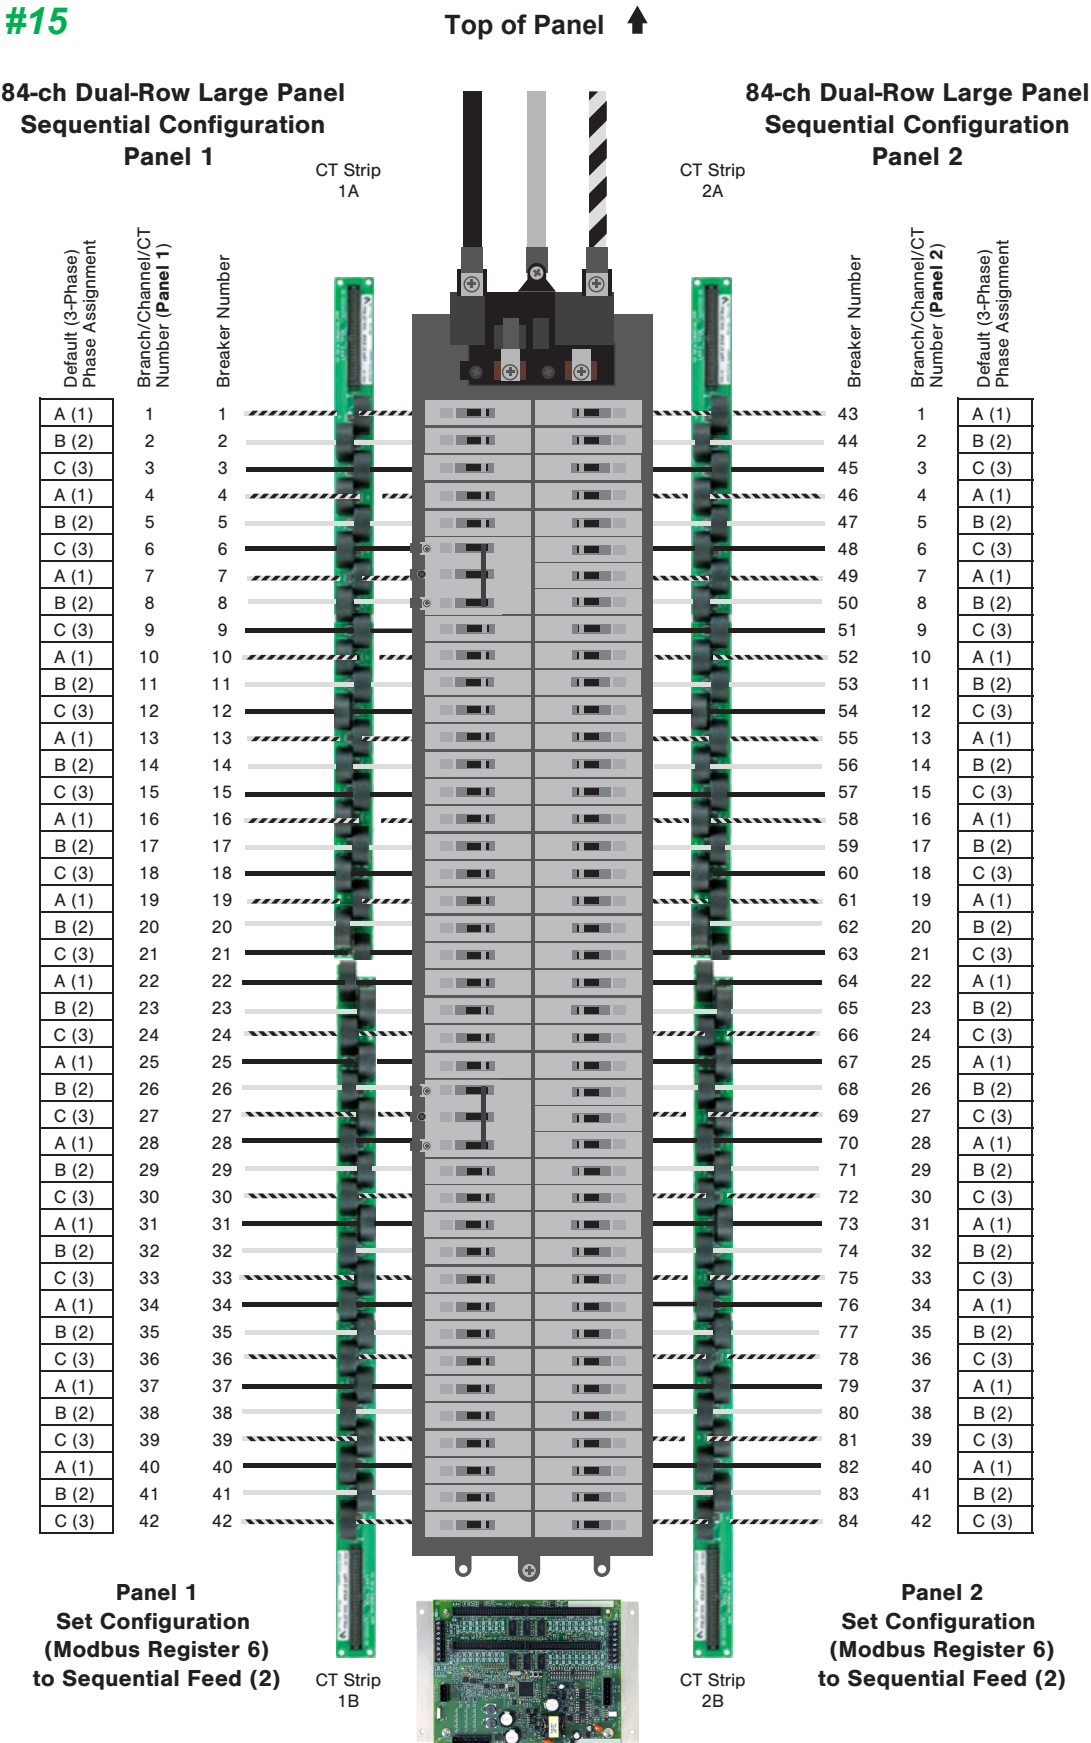 #15
Top of Panel
84-ch Dual-Row Large Panel
Sequential Configuration
Panel 1
84-ch Dual-Row Large Panel
Sequential Configuration
Panel 2
CT Strip
1A
CT Strip
2A
Default (3-Phase)
Phase Assignment
Branch/Channel/CT
Number (Panel 1)
Breaker Number
Breaker Number
Branch/Channel/CT
Number (Panel 2)
Default (3-Phase)
Phase Assignment
A (1) 1 1 43 1 A (1)
B (2) 2 2 44 2 B (2)
C (3) 3 3 45 3 C (3)
A (1) 4 4 46 4 A (1)
B (2) 5 5 47 5 B (2)
C (3) 6 6 48 6 C (3)
A (1) 7 7 49 7 A (1)
B (2) 8 8 50 8 B (2)
C (3) 9 9 51 9 C (3)
A (1) 10 10 52 10 A (1)
B (2) 11 11 53 11 B (2)
C (3) 12 12 54 12 C (3)
A (1) 13 13 55 13 A (1)
B (2) 14 14 56 14 B (2)
C (3) 15 15 57 15 C (3)
A (1) 16 16 58 16 A (1)
B (2) 17 17 59 17 B (2)
C (3) 18 18 60 18 C (3)
A (1) 19 19 61 19 A (1)
B (2) 20 20 62 20 B (2)
C (3) 21 21 63 21 C (3)
A (1) 22 22 64 22 A (1)
B (2) 23 23 65 23 B (2)
C (3) 24 24 66 24 C (3)
A (1) 25 25 67 25 A (1)
B (2) 26 26 68 26 B (2)
C (3) 27 27 69 27 C (3)
A (1) 28 28 70 28 A (1)
B (2) 29 29 71 29 B (2)
C (3) 30 30 72 30 C (3)
A (1) 31 31 73 31 A (1)
B (2) 32 32 74 32 B (2)
C (3) 33 33 75 33 C (3)
A (1) 34 34 76 34 A (1)
B (2) 35 35 77 35 B (2)
C (3) 36 36 78 36 C (3)
A (1) 37 37 79 37 A (1)
B (2) 38 38 80 38 B (2)
C (3) 39 39 81 39 C (3)
A (1) 40 40 82 40 A (1)
B (2) 41 41 83 41 B (2)
C (3) 42 42 84 42 C (3)
Panel 1
Set Configuration
(Modbus Register 6)
to Sequential Feed (2)
Panel 2
Set Configuration
(Modbus Register 6)
to Sequential Feed (2)
CT Strip
1B
CT Strip
2B